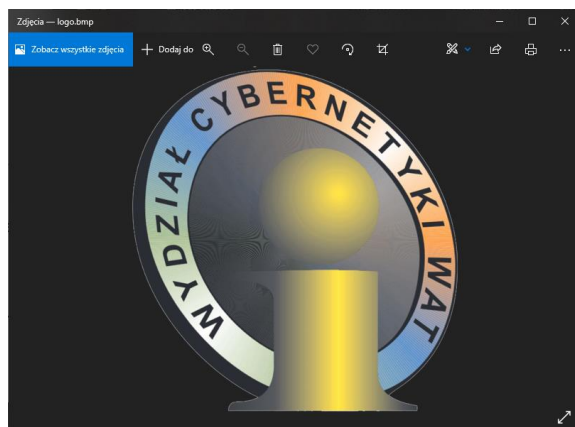 Zdjęcia — logo.bmp
Zobacz wszystkie zdjęcia
Dodaj do
WYDZIAŁ CYBERNETYKI WAT